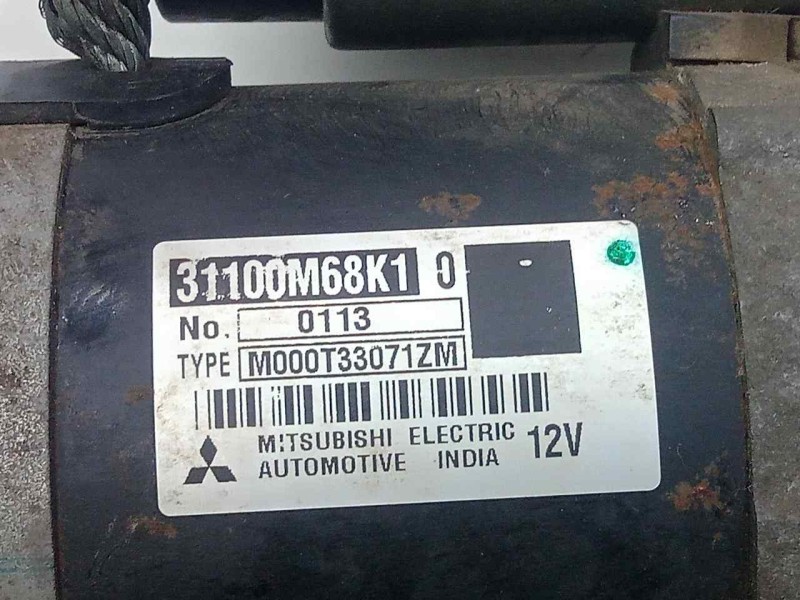 31100M68K1 0
No. 0113
TYPE M000T33071ZM
MITSUBISHI ELECTRIC 12V
AUTOMOTIVE INDIA